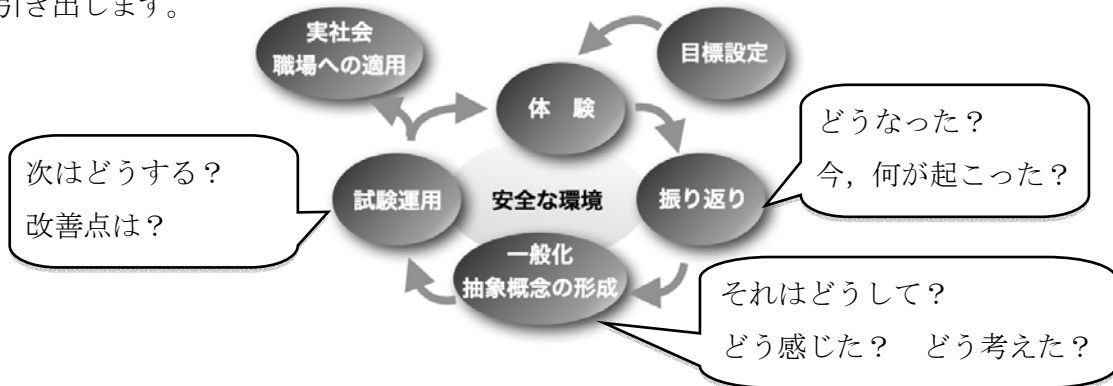 引き出します。
実社会
職場への適用
目標設定
体　験
どうなった？
今，何が起こった？
次はどうする？
改善点は？
試験運用
安全な環境
振り返り
一般化
抽象概念の形成
それはどうして？
どう感じた？　どう考えた？